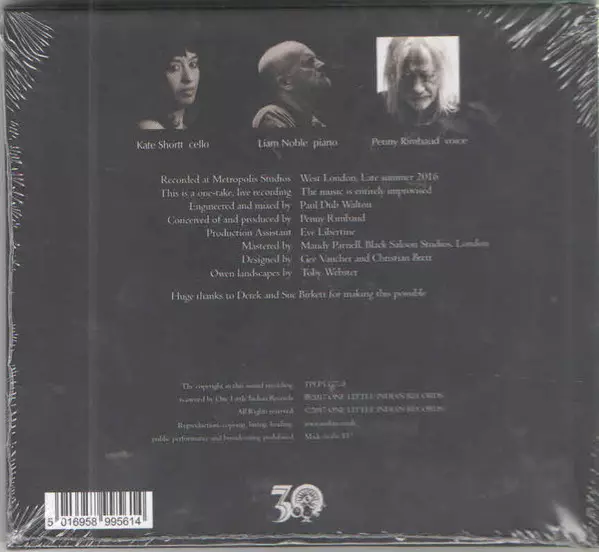 Kate Shortt cello
Liam Noble piano
Penny Rimbaud voice
Recorded at Metropolis Studios West London, Late summer 2016
This is a one-take, live recording The music is entirely improvised
Engineered and mixed by Paul Dub Walton
Conceived of and produced by Penny Rimbaud
Production Assistant Eve Libertine
Mastered by Mandy Parnell, Black Saloon Studios, London
Designed by Gee Vaucher and Christian Brett
Owen landscapes by Toby Webster
Huge thanks to Derek and Sue Birkett for making this possible
The copyright in this sound recording
is owned by One Little Indian Records ℗2017 ONE LITTLE INDIAN RECORDS
All Rights reserved ©2017 ONE LITTLE INDIAN RECORDS
Reproduction, copying, hiring, lending,
public performance and broadcasting prohibited Made in the EU
5 016958 995614
30